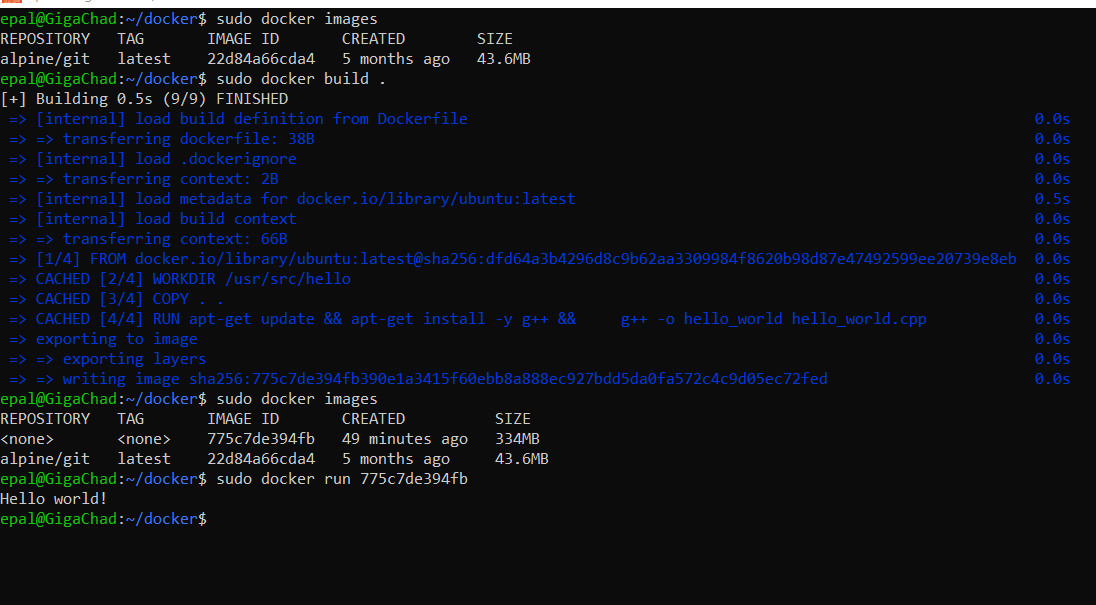 epal@GigaChad:~/docker$ sudo docker images
REPOSITORY   TAG       IMAGE ID       CREATED        SIZE
alpine/git   latest    22d84a66cda4   5 months ago   43.6MB
epal@GigaChad:~/docker$ sudo docker build .
[+] Building 0.5s (9/9) FINISHED
 => [internal] load build definition from Dockerfile 0.0s
 => => transferring dockerfile: 38B 0.0s
 => [internal] load .dockerignore 0.0s
 => => transferring context: 2B 0.0s
 => [internal] load metadata for docker.io/library/ubuntu:latest 0.5s
 => [internal] load build context 0.0s
 => => transferring context: 66B 0.0s
 => [1/4] FROM docker.io/library/ubuntu:latest@sha256:dfd64a3b4296d8c9b62aa3309984f8620b98d87e47492599ee20739e8eb 0.0s
 => CACHED [2/4] WORKDIR /usr/src/hello 0.0s
 => CACHED [3/4] COPY . . 0.0s
 => CACHED [4/4] RUN apt-get update && apt-get install -y g++ &&     g++ -o hello_world hello_world.cpp 0.0s
 => exporting to image 0.0s
 => => exporting layers 0.0s
 => => writing image sha256:775c7de394fb390e1a3415f60ebb8a888ec927bdd5da0fa572c4c9d05ec72fed 0.0s
epal@GigaChad:~/docker$ sudo docker images
REPOSITORY   TAG       IMAGE ID       CREATED          SIZE
<none>       <none>    775c7de394fb   49 minutes ago   334MB
alpine/git   latest    22d84a66cda4   5 months ago     43.6MB
epal@GigaChad:~/docker$ sudo docker run 775c7de394fb
Hello world!
epal@GigaChad:~/docker$